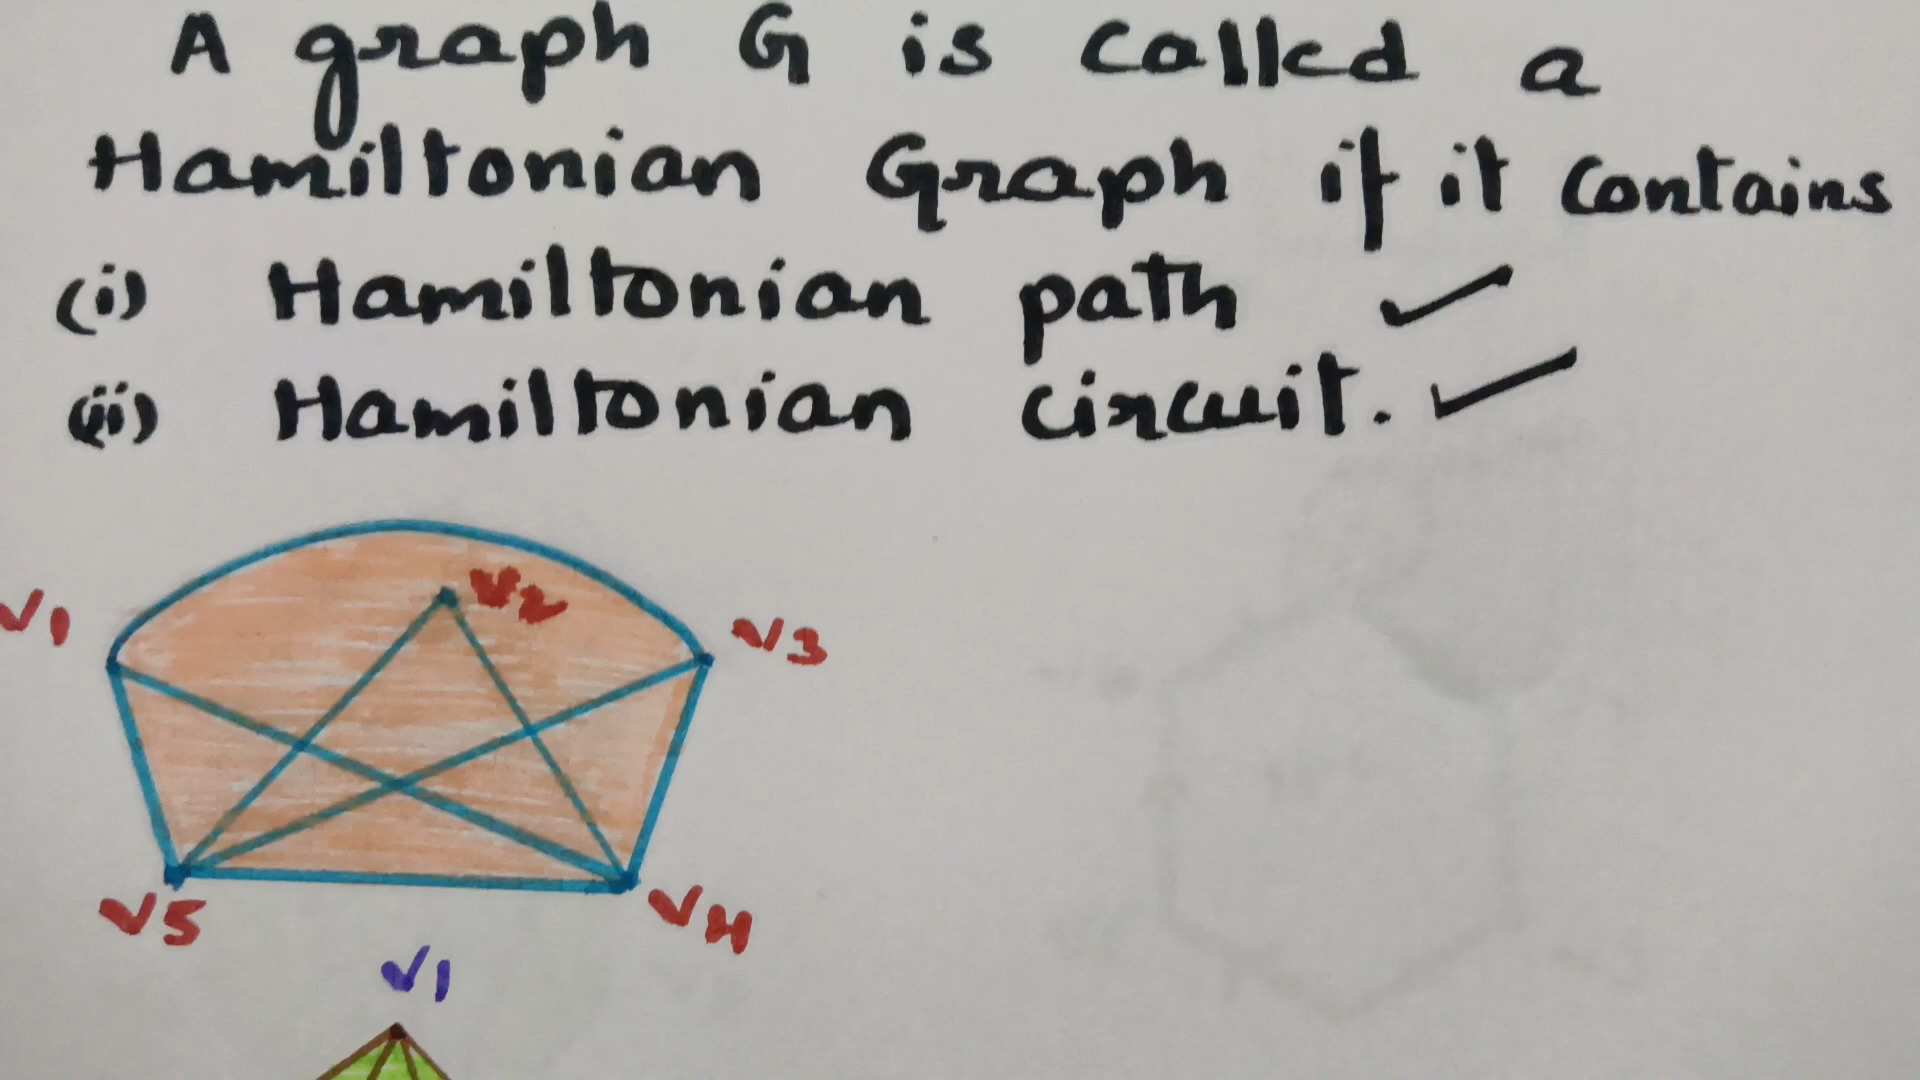 A graph G is called a
Hamiltonian Graph if it contains
(i) Hamiltonian path ✓
(ii) Hamiltonian circuit. ✓
V2
V1
V3
V5
V4
V1